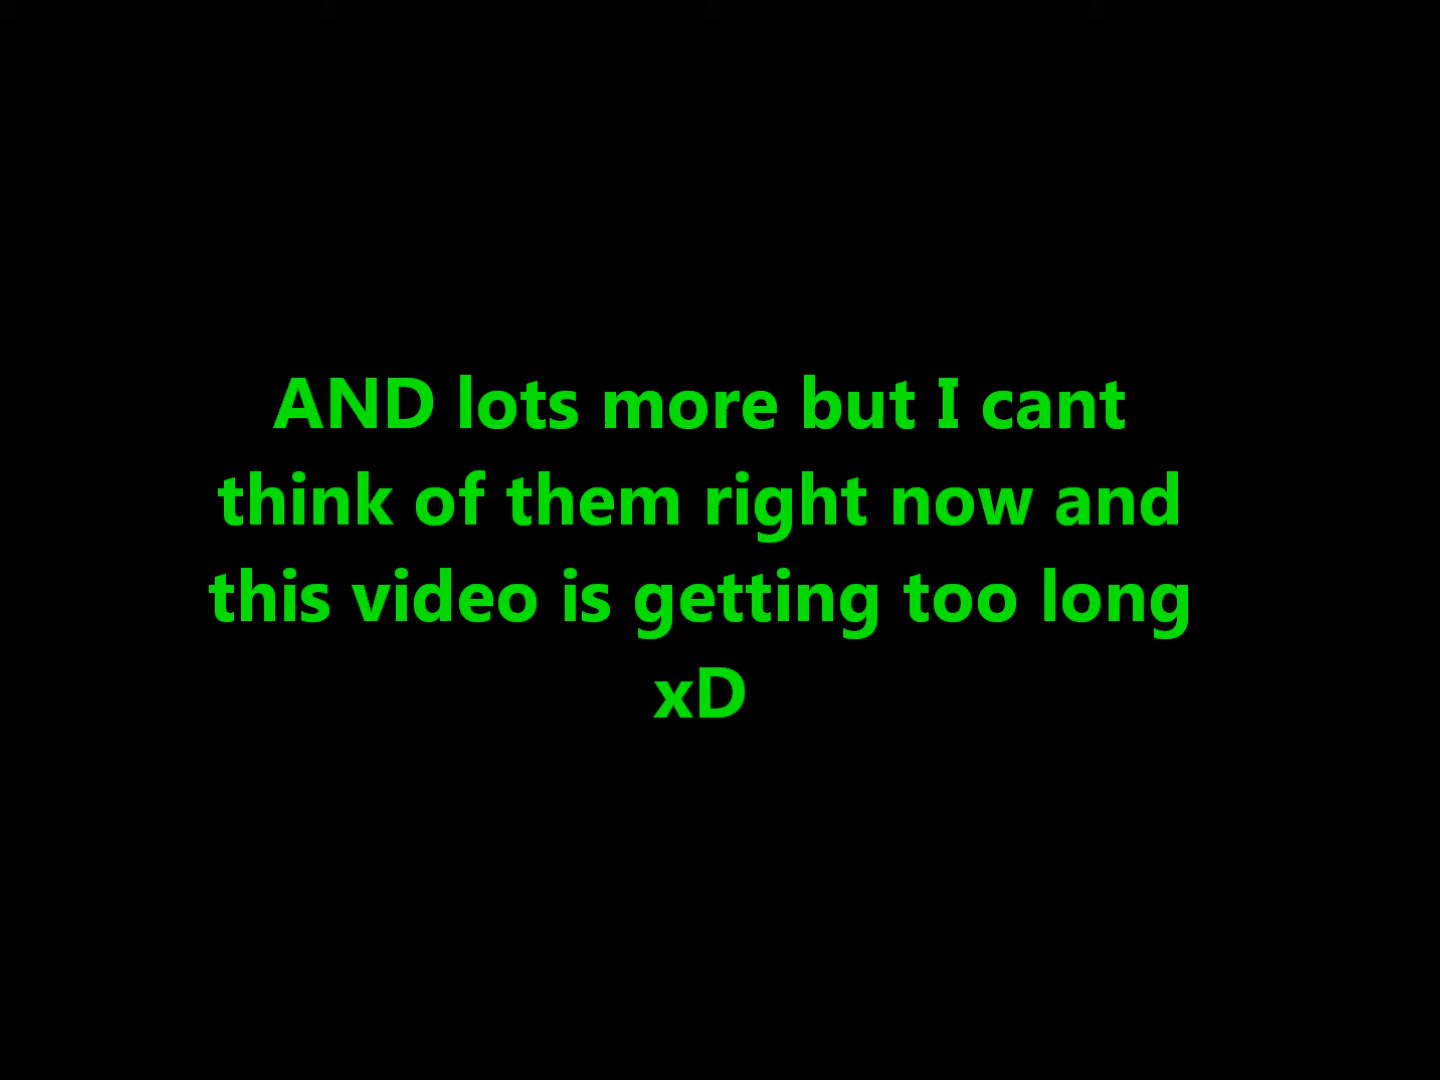 AND lots more but I cant
think of them right now and
this video is getting too long
xD